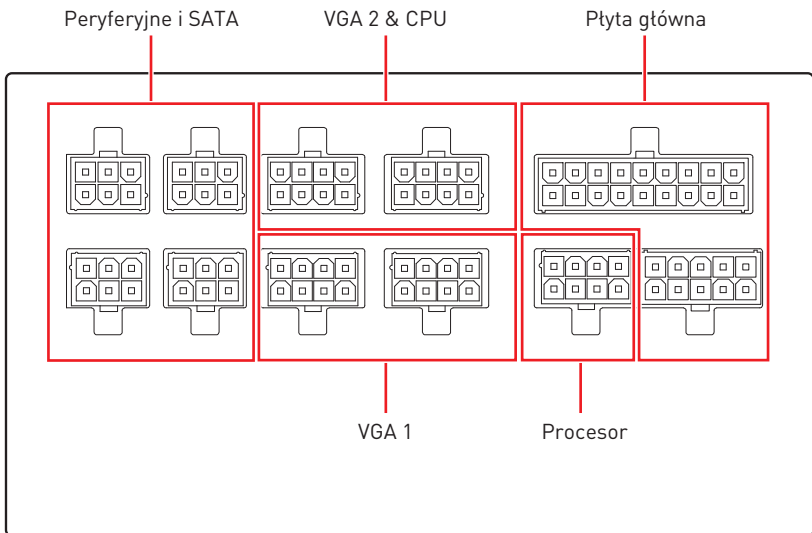 Peryferyjne i SATA
VGA 2 & CPU
Płyta główna
VGA 1
Procesor